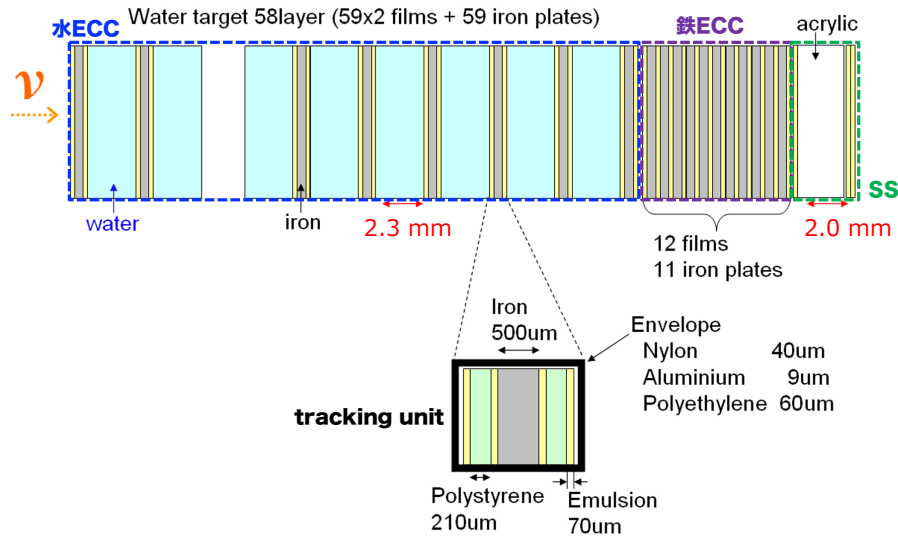 Water target 58layer (59x2 films + 59 iron plates)
水ECC
鉄ECC
acrylic
ν
water
iron
2.3 mm
SS
2.0 mm
12 films
11 iron plates
Iron
500um
Envelope
Nylon 40um
Aluminium 9um
Polyethylene 60um
tracking unit
Polystyrene
210um
Emulsion
70um